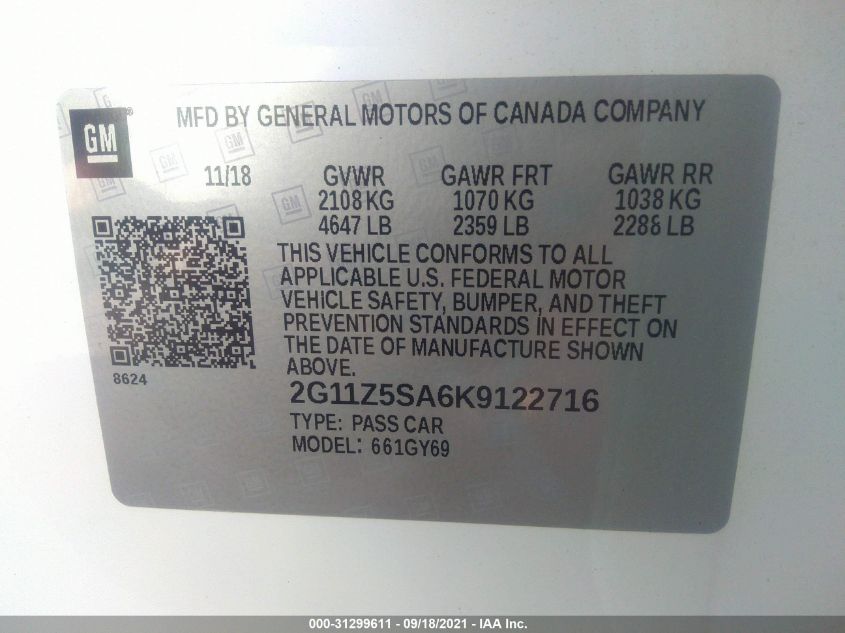 GM
MFD BY GENERAL MOTORS OF CANADA COMPANY
11/18 GVWR GAWR FRT GAWR RR
2108 KG 1070 KG 1038 KG
4647 LB 2359 LB 2288 LB
THIS VEHICLE CONFORMS TO ALL
APPLICABLE U.S. FEDERAL MOTOR
VEHICLE SAFETY, BUMPER, AND THEFT
PREVENTION STANDARDS IN EFFECT ON
THE DATE OF MANUFACTURE SHOWN
ABOVE.
8624
2G11Z5SA6K9122716
TYPE: PASS CAR
MODEL: 661GY69
000-31299611 - 09/18/2021 - IAA Inc.